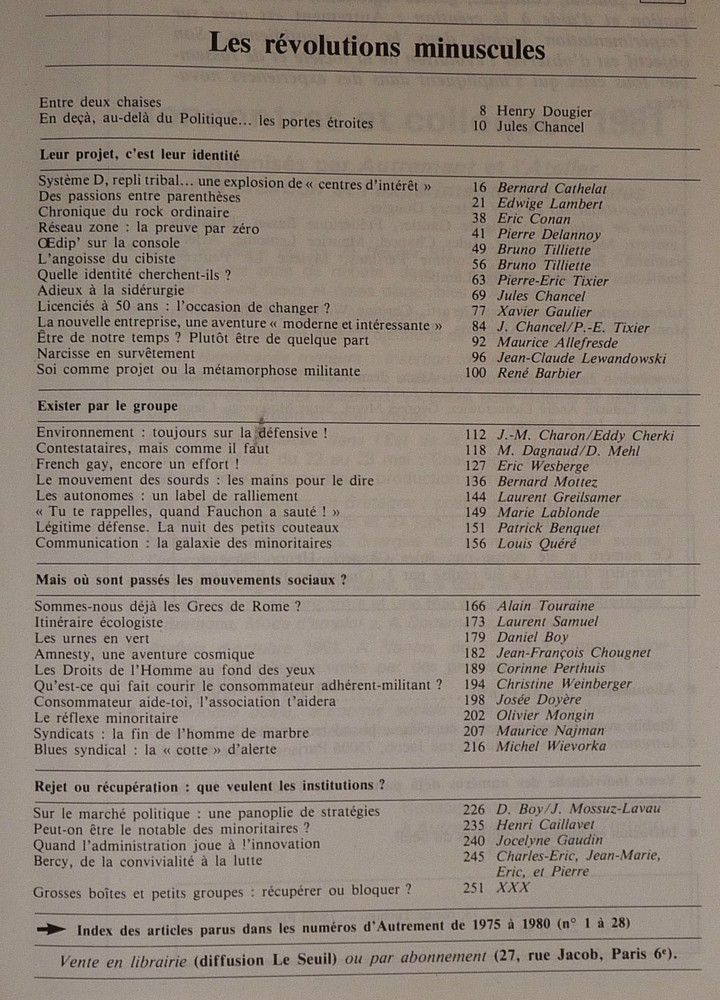 Les révolutions minuscules
Entre deux chaises 8 Henry Dougier
En deçà, au-delà du Politique... les portes étroites 10 Jules Chancel
Leur projet, c'est leur identité
Système D, repli tribal... une explosion de « centres d'intérêt » 16 Bernard Cathelat
Des passions entre parenthèses 21 Edwige Lambert
Chronique du rock ordinaire 38 Eric Conan
Réseau zone : la preuve par zéro 41 Pierre Delannoy
Œdip' sur la console 49 Bruno Tilliette
L'angoisse du cibiste 56 Bruno Tilliette
Quelle identité cherchent-ils ? 63 Pierre-Eric Tixier
Adieux à la sidérurgie 69 Jules Chancel
Licenciés à 50 ans : l'occasion de changer ? 77 Xavier Gaulier
La nouvelle entreprise, une aventure « moderne et intéressante » 84 J. Chancel/P.-E. Tixier
Être de notre temps ? Plutôt être de quelque part 92 Maurice Allefresde
Narcisse en survêtement 96 Jean-Claude Lewandowski
Soi comme projet ou la métamorphose militante 100 René Barbier
Exister par le groupe
Environnement : toujours sur la défensive ! 112 J.-M. Charon/Eddy Cherki
Contestataires, mais comme il faut 118 M. Dagnaud/D. Mehl
French gay, encore un effort ! 127 Eric Wesberge
Le mouvement des sourds : les mains pour le dire 136 Bernard Mottez
Les autonomes : un label de ralliement 144 Laurent Greilsamer
« Tu te rappelles, quand Fauchon a sauté ! » 149 Marie Lablonde
Légitime défense. La nuit des petits couteaux 151 Patrick Benquet
Communication : la galaxie des minoritaires 156 Louis Quéré
Mais où sont passés les mouvements sociaux ?
Sommes-nous déjà les Grecs de Rome ? 166 Alain Touraine
Itinéraire écologiste 173 Laurent Samuel
Les urnes en vert 179 Daniel Boy
Amnesty, une aventure cosmique 182 Jean-François Chougnet
Les Droits de l'Homme au fond des yeux 189 Corinne Perthuis
Qu'est-ce qui fait courir le consommateur adhérent-militant ? 194 Christine Weinberger
Consommateur aide-toi, l'association t'aidera 198 Josée Doyère
Le réflexe minoritaire 202 Olivier Mongin
Syndicats : la fin de l'homme de marbre 207 Maurice Najman
Blues syndical : la « cotte » d'alerte 216 Michel Wievorka
Rejet ou récupération : que veulent les institutions ?
Sur le marché politique : une panoplie de stratégies 226 D. Boy/J. Mossuz-Lavau
Peut-on être le notable des minoritaires ? 235 Henri Caillavet
Quand l'administration joue à l'innovation 240 Jocelyne Gaudin
Bercy, de la convivialité à la lutte 245 Charles-Eric, Jean-Marie,
Eric, et Pierre
Grosses boîtes et petits groupes : récupérer ou bloquer ? 251 XXX
Index des articles parus dans les numéros d'Autrement de 1975 à 1980 (n° 1 à 28)
Vente en librairie (diffusion Le Seuil) ou par abonnement (27, rue Jacob, Paris 6e).